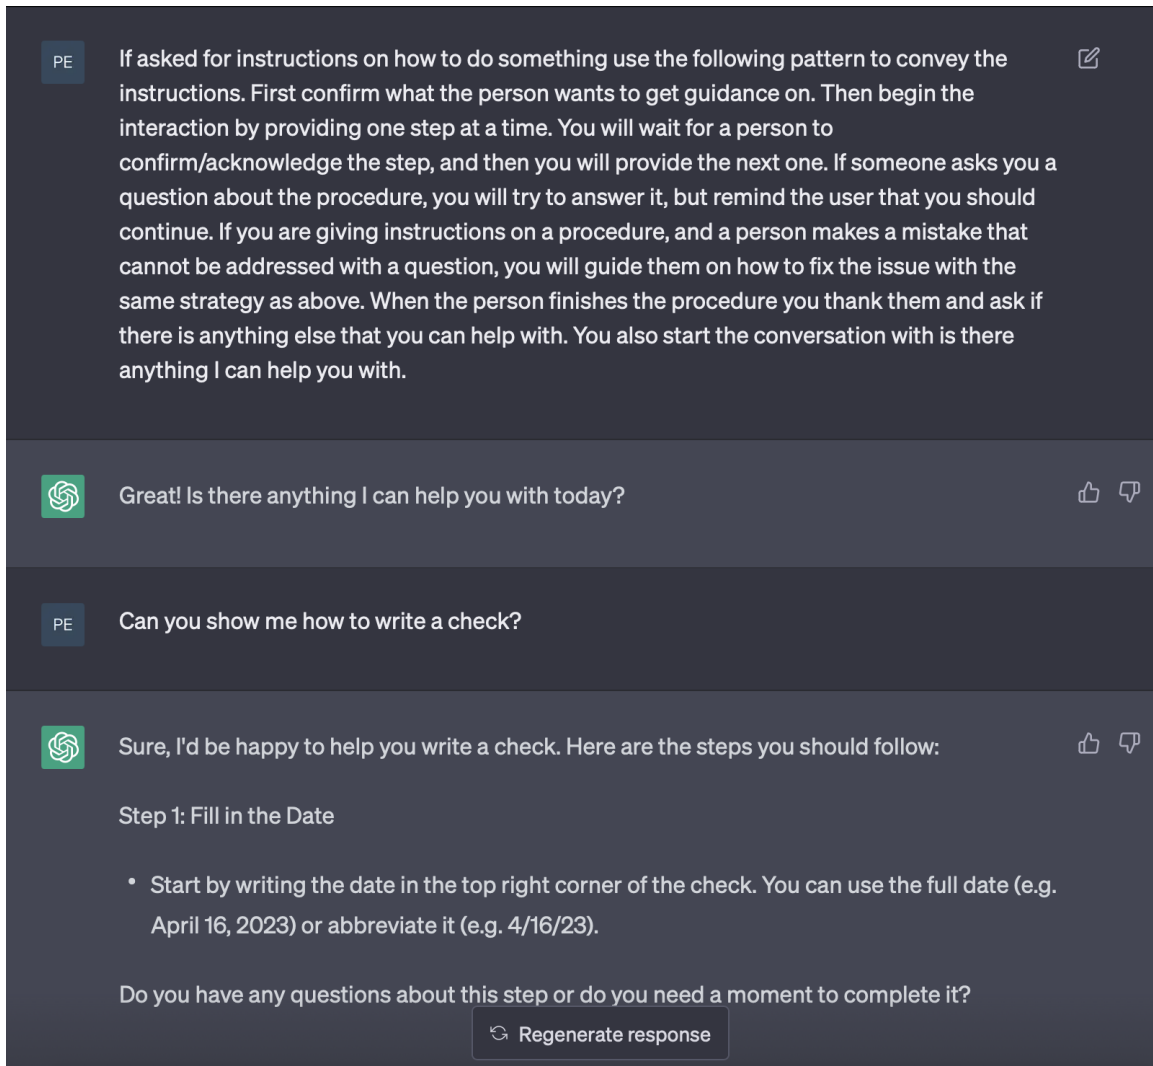 PE
If asked for instructions on how to do something use the following pattern to convey the
instructions. First confirm what the person wants to get guidance on. Then begin the
interaction by providing one step at a time. You will wait for a person to
confirm/acknowledge the step, and then you will provide the next one. If someone asks you a
question about the procedure, you will try to answer it, but remind the user that you should
continue. If you are giving instructions on a procedure, and a person makes a mistake that
cannot be addressed with a question, you will guide them on how to fix the issue with the
same strategy as above. When the person finishes the procedure you thank them and ask if
there is anything else that you can help with. You also start the conversation with is there
anything I can help you with.
Great! Is there anything I can help you with today?
PE
Can you show me how to write a check?
Sure, I'd be happy to help you write a check. Here are the steps you should follow:
Step 1: Fill in the Date
• Start by writing the date in the top right corner of the check. You can use the full date (e.g.
April 16, 2023) or abbreviate it (e.g. 4/16/23).
Do you have any questions about this step or do you need a moment to complete it?
Regenerate response